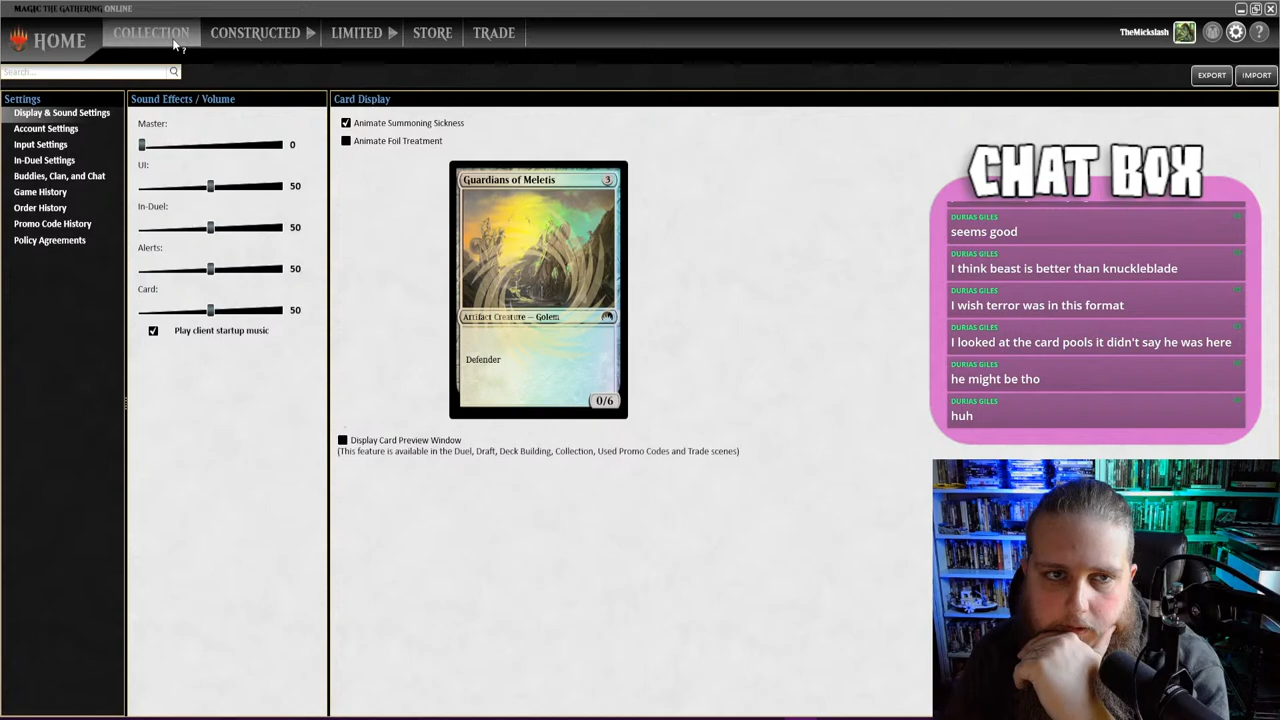 MAGIC THE GATHERING ONLINE
HOME
COLLECTION
CONSTRUCTED
LIMITED
STORE
TRADE
TheMickslash
?
?
Search...
EXPORT
IMPORT
Settings
Display & Sound Settings
Account Settings
Input Settings
In-Duel Settings
Buddies, Clan, and Chat
Game History
Order History
Promo Code History
Policy Agreements
Sound Effects / Volume
Master:
0
UI:
50
In-Duel:
50
Alerts:
50
Card:
50
Play client startup music
Card Display
Animate Summoning Sickness
Animate Foil Treatment
Guardians of Meletis
3
Artifact Creature — Golem
Defender
0/6
Display Card Preview Window
(This feature is available in the Duel, Draft, Deck Building, Collection, Used Promo Codes and Trade scenes)
CHAT BOX
DURIAS GILES
seems good
DURIAS GILES
I think beast is better than knuckleblade
DURIAS GILES
I wish terror was in this format
DURIAS GILES
I looked at the card pools it didn't say he was here
DURIAS GILES
he might be tho
DURIAS GILES
huh